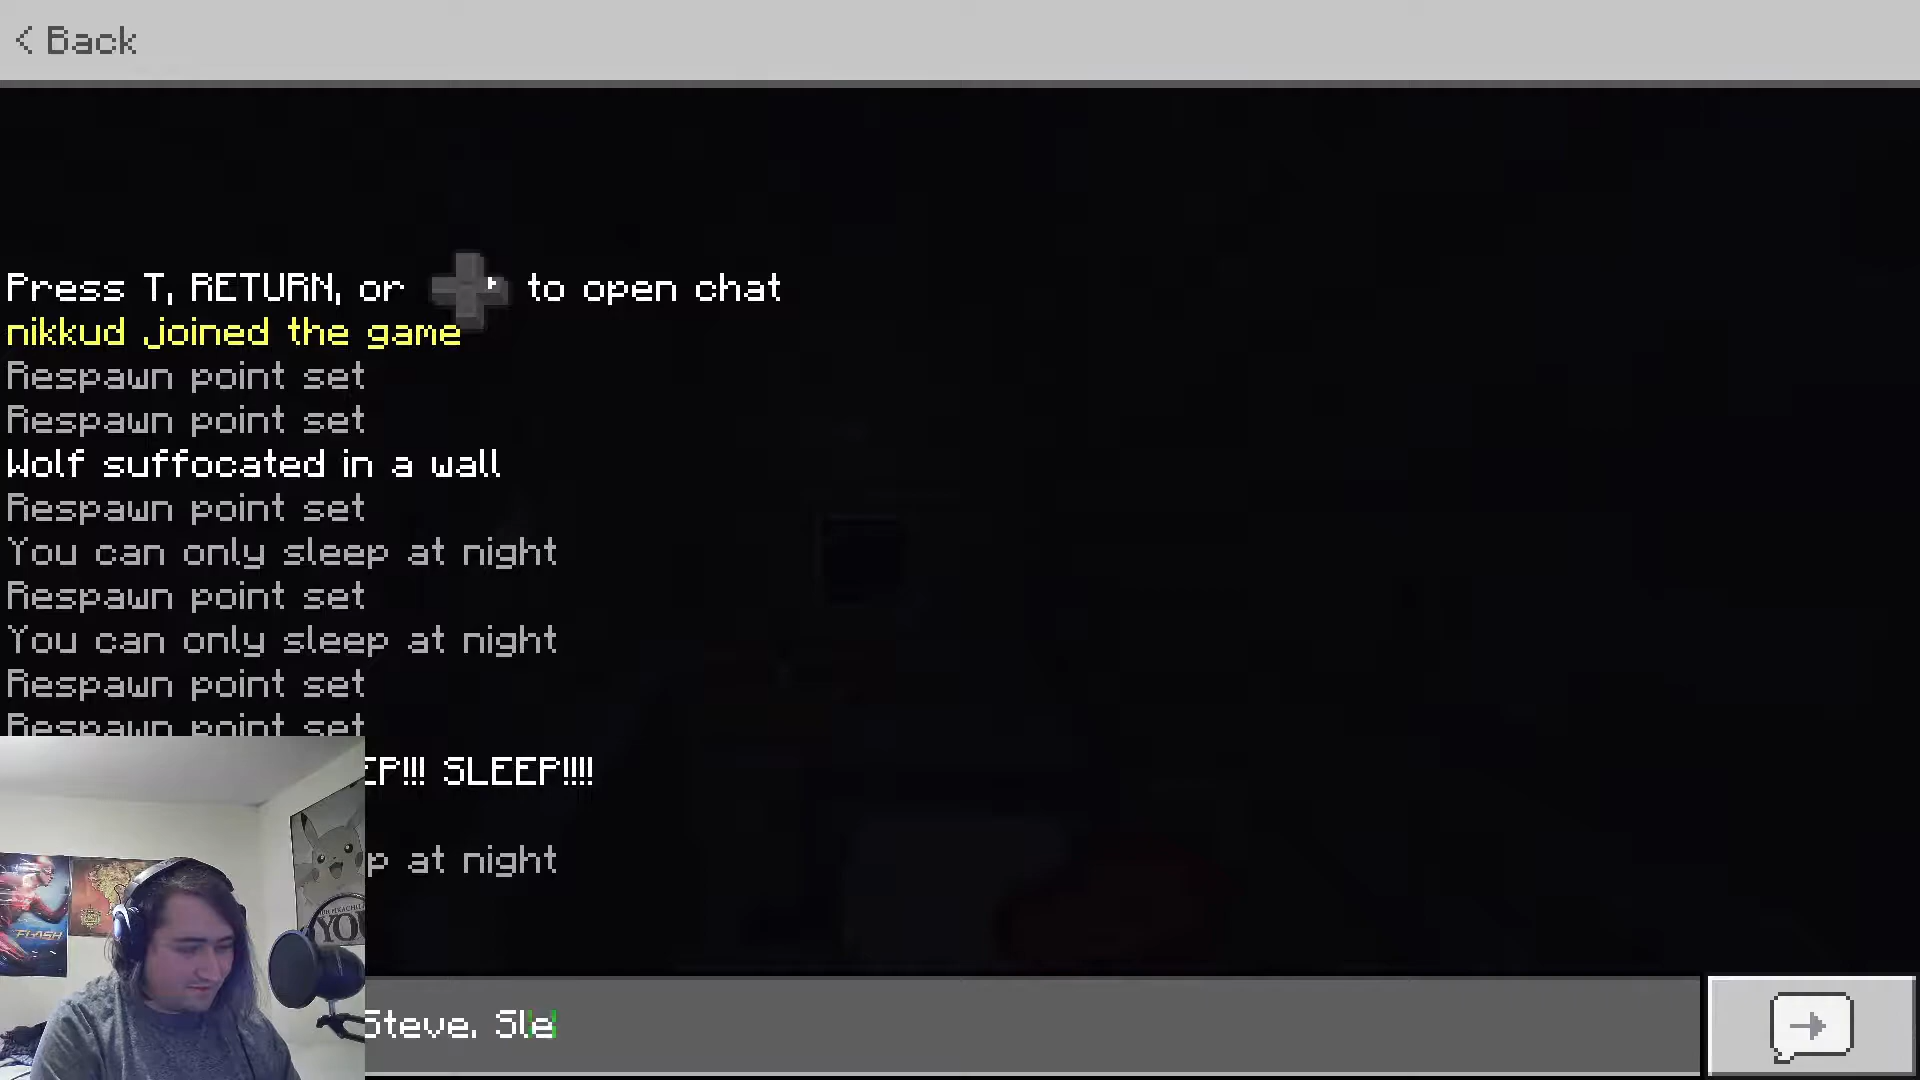 < Back
Press T, RETURN, or to open chat
nikkud joined the game
Respawn point set
Respawn point set
Wolf suffocated in a wall
Respawn point set
You can only sleep at night
Respawn point set
You can only sleep at night
Respawn point set
Respawn point set
EP!!! SLEEP!!!!
p at night
FLASH
YOU
Steve. Sle